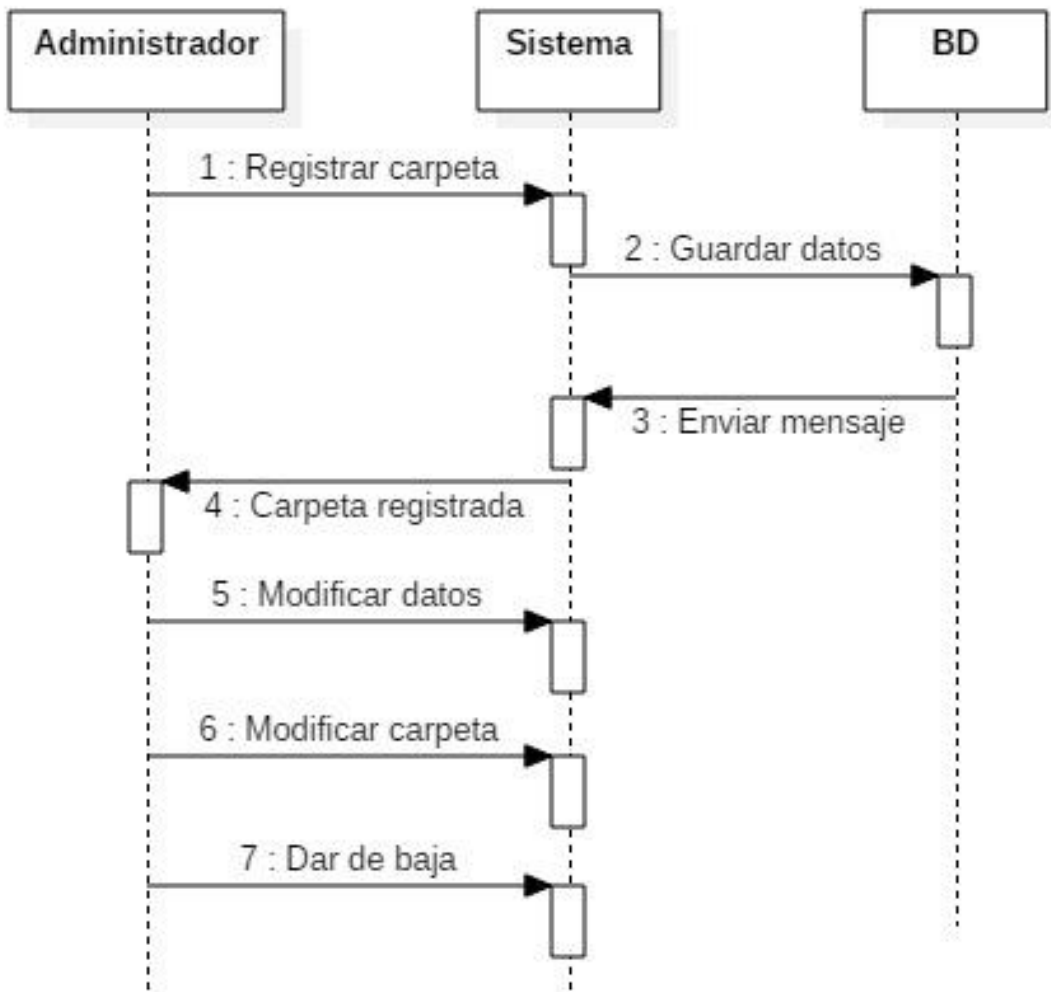 Administrador
Sistema
BD
1 : Registrar carpeta
2 : Guardar datos
3 : Enviar mensaje
4 : Carpeta registrada
5 : Modificar datos
6 : Modificar carpeta
7 : Dar de baja